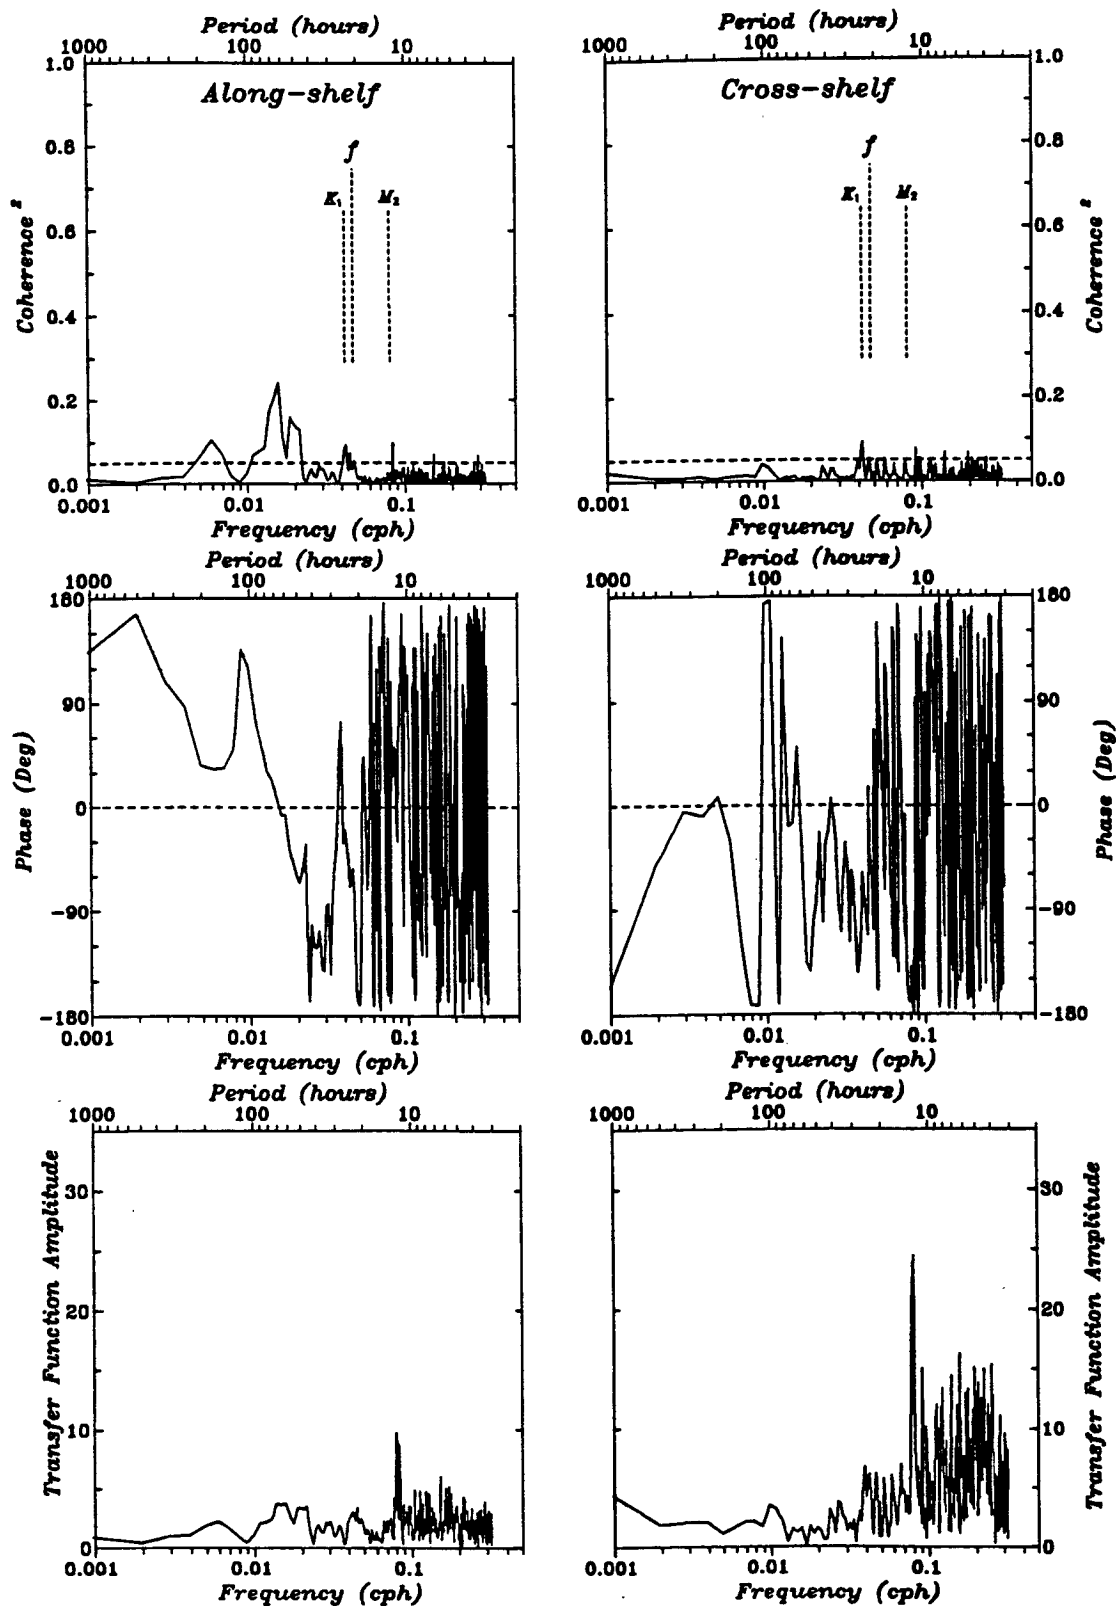 Period (hours)
1000 100 10
1.0
Along-shelf
f
K₁ M₂
0.8
0.6
0.4
0.2
0.0
Coherence ²
0.001 0.01 0.1
Frequency (cph)
Period (hours)
1000 100 10
1.0
Cross-shelf
f
K₁ M₂
0.8
0.6
0.4
0.2
0.0
Coherence ²
0.001 0.01 0.1
Frequency (cph)
Period (hours)
1000 100 10
180
90
0
-90
-180
Phase (Deg)
0.001 0.01 0.1
Frequency (cph)
Period (hours)
1000 100 10
180
90
0
-90
-180
Phase (Deg)
0.001 0.01 0.1
Frequency (cph)
Period (hours)
1000 100 10
30
20
10
0
Transfer Function Amplitude
0.001 0.01 0.1
Frequency (cph)
Period (hours)
1000 100 10
30
20
10
0
Transfer Function Amplitude
0.001 0.01 0.1
Frequency (cph)